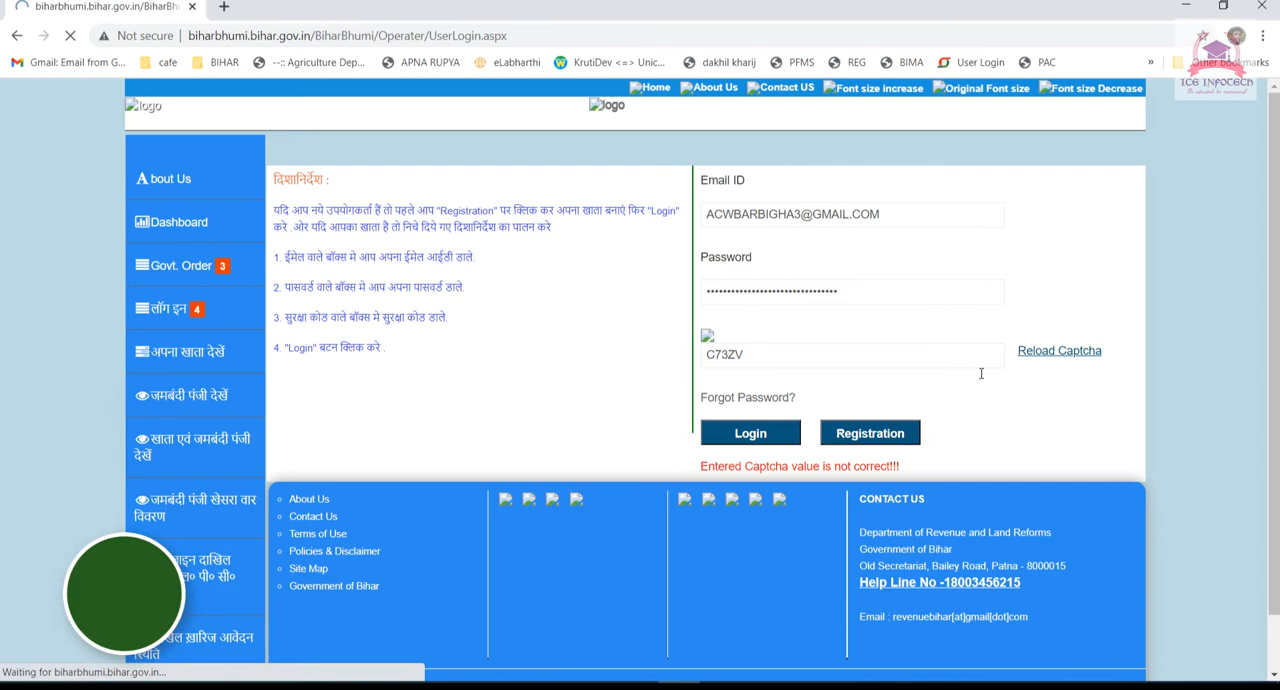 biharbhumi.bihar.gov.in/BiharBh
Not secure | biharbhumi.bihar.gov.in/BiharBhumi/Operater/UserLogin.aspx
Gmail: Email from G... cafe BIHAR --:: Agriculture Dep... APNA RUPYA eLabharthi KrutiDev <=> Unic... dakhil kharij PFMS REG BIMA User Login PAC » Other bookmarks
ICE INFOTECH
Home About Us Contact US Font size increase Original Font size Font size Decrease
logo logo
About Us
Dashboard
Govt. Order 3
लॉग इन 4
अपना खाता देखें
जमबंदी पंजी देखें
खाता एवं जमबंदी पंजी
देखें
जमबंदी पंजी खेसरा वार
विवरण
दाखिल
पी० सी०
ख़ारिज आवेदन
स्थिति
दिशानिर्देश :
यदि आप नये उपयोगकर्ता हैं तो पहले आप "Registration" पर क्लिक कर अपना खाता बनाएं फिर "Login"
करे .ओर यदि आपका खाता है तो निचे दिये गए दिशानिर्देश का पालन करे
1. ईमेल वाले बॉक्स मे आप अपना ईमेल आईडी डाले.
2. पासवर्ड वाले बॉक्स मे आप अपना पासवर्ड डाले.
3. सुरक्षा कोड वाले बॉक्स मे सुरक्षा कोड डाले.
4. "Login" बटन क्लिक करे .
Email ID
ACWBARBIGHA3@GMAIL.COM
Password
C73ZV
Reload Captcha
Forgot Password?
Login Registration
Entered Captcha value is not correct!!!
About Us
Contact Us
Terms of Use
Policies & Disclaimer
Site Map
Government of Bihar
CONTACT US
Department of Revenue and Land Reforms
Government of Bihar
Old Secretariat, Bailey Road, Patna - 8000015
Help Line No -18003456215
Email : revenuebihar[at]gmail[dot]com
Waiting for biharbhumi.bihar.gov.in...